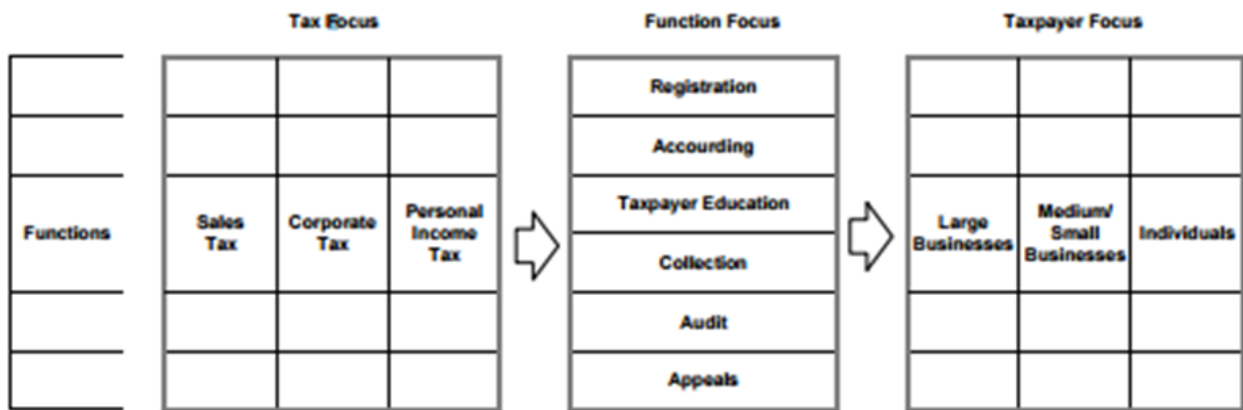 Tax Focus
Function Focus
Taxpayer Focus
Registration
Accourding
Taxpayer Education
Functions
Sales
Tax
Corporate
Tax
Personal
Income
Tax
Collection
Large
Businesses
Medium/
Small
Businesses
Individuals
Audit
Appeals